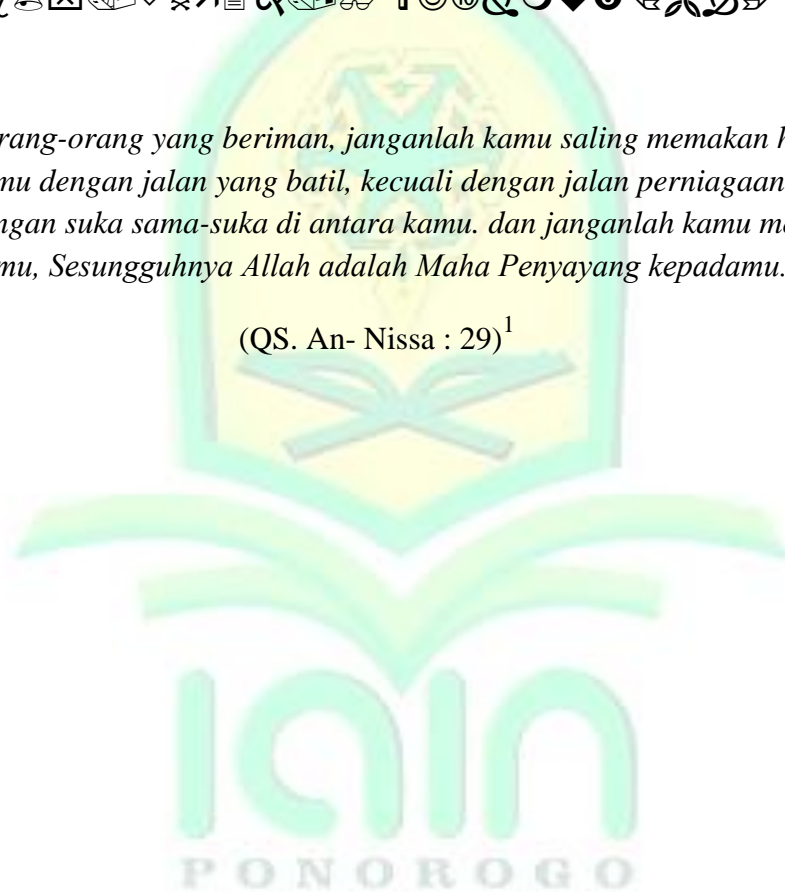 rang-orang yang beriman, janganlah kamu saling memakan
mu dengan jalan yang batil, kecuali dengan jalan perniagaan
ngan suka sama-suka di antara kamu. dan janganlah kamu
mu, Sesungguhnya Allah adalah Maha Penyayang kepadamu.
(QS. An- Nissa : 29)1
iain
PONOROGO